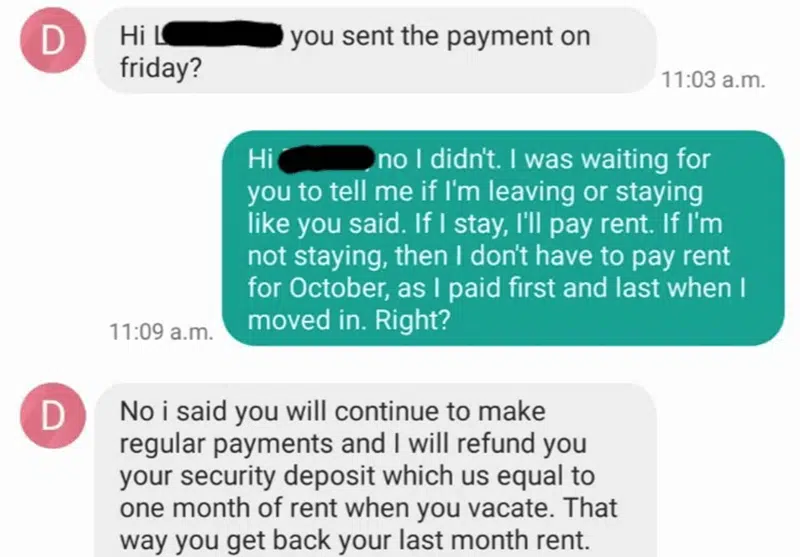 D
Hi L you sent the payment on
friday?
11:03 a.m.
Hi no I didn't. I was waiting for
you to tell me if I'm leaving or staying
like you said. If I stay, I'll pay rent. If I'm
not staying, then I don't have to pay rent
for October, as I paid first and last when I
moved in. Right?
11:09 a.m.
D
No i said you will continue to make
regular payments and I will refund you
your security deposit which us equal to
one month of rent when you vacate. That
way you get back your last month rent.